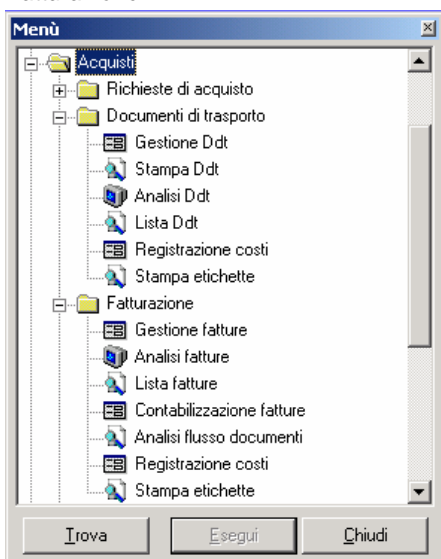 Menù
Acquisti
Richieste di acquisto
Documenti di trasporto
Gestione Ddt
Stampa Ddt
Analisi Ddt
Lista Ddt
Registrazione costi
Stampa etichette
Fatturazione
Gestione fatture
Analisi fatture
Lista fatture
Contabilizzazione fatture
Analisi flusso documenti
Registrazione costi
Stampa etichette
Trova Esegui Chiudi